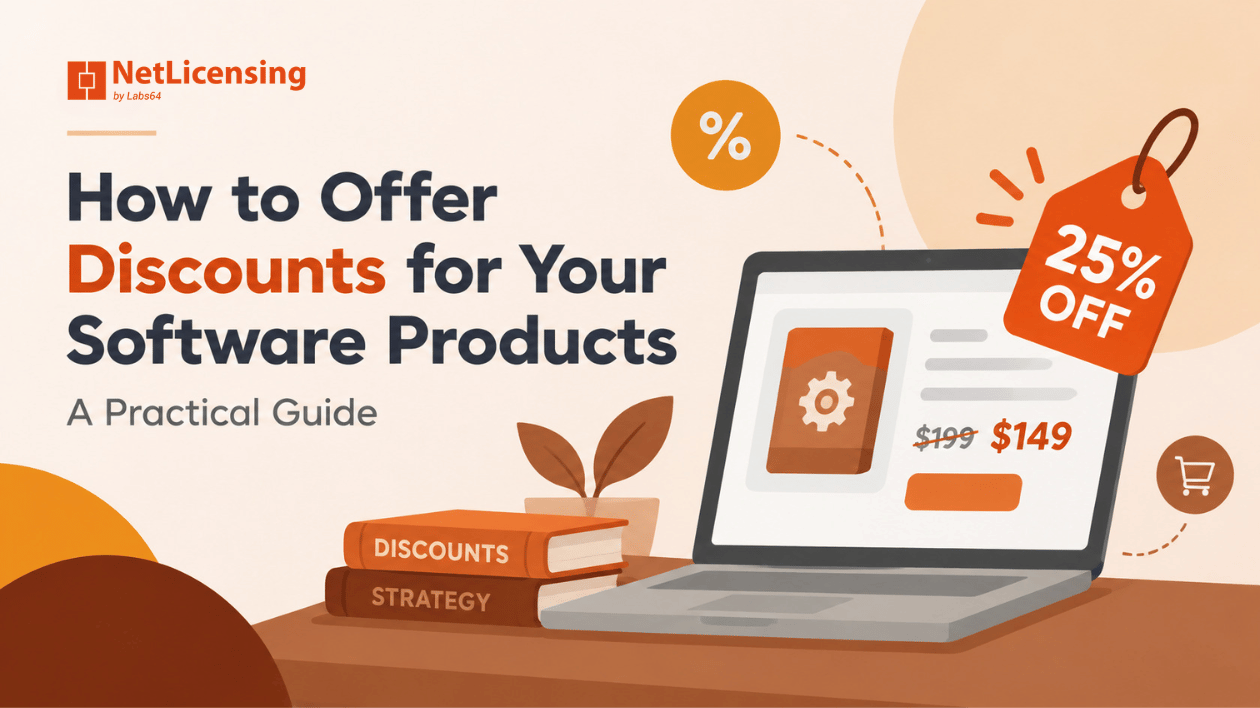 NetLicensing
by Labs64
How to Offer
Discounts for Your
Software Products
A Practical Guide
%
25%
OFF
$199 $149
DISCOUNTS
STRATEGY